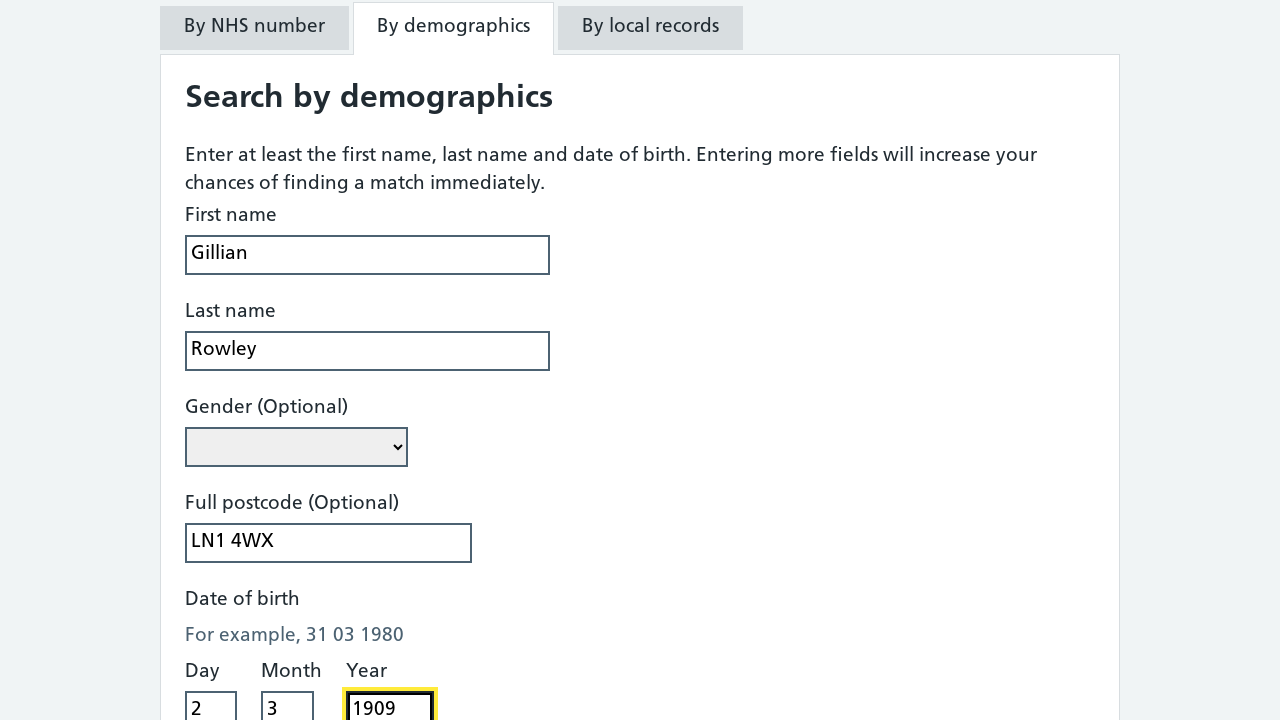 By NHS number
By demographics
By local records
Search by demographics
Enter at least the first name, last name and date of birth. Entering more fields will increase your
chances of finding a match immediately.
First name
Gillian
Last name
Rowley
Gender (Optional)
Full postcode (Optional)
LN1 4WX
Date of birth
For example, 31 03 1980
Day Month Year
2 3 1909